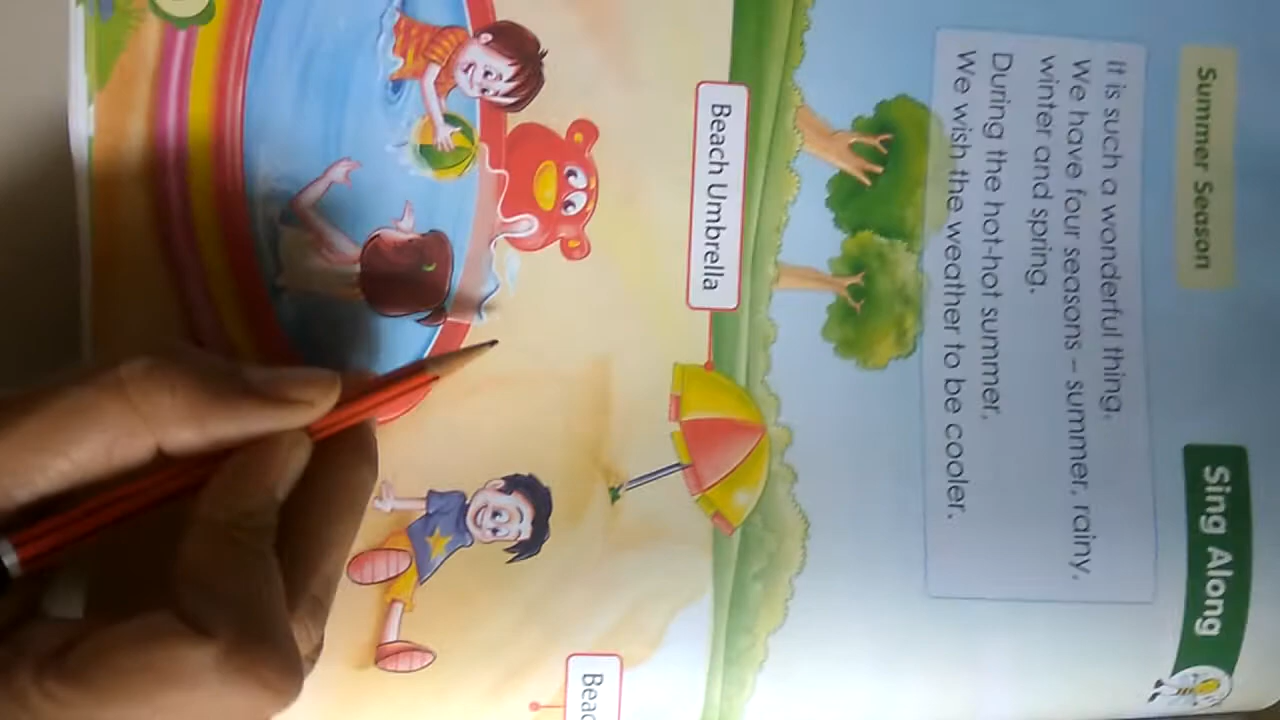 Sing Along
Summer Season
It is such a wonderful thing,
We have four seasons – summer, rainy,
winter and spring.
During the hot-hot summer,
We wish the weather to be cooler.
Beach Umbrella